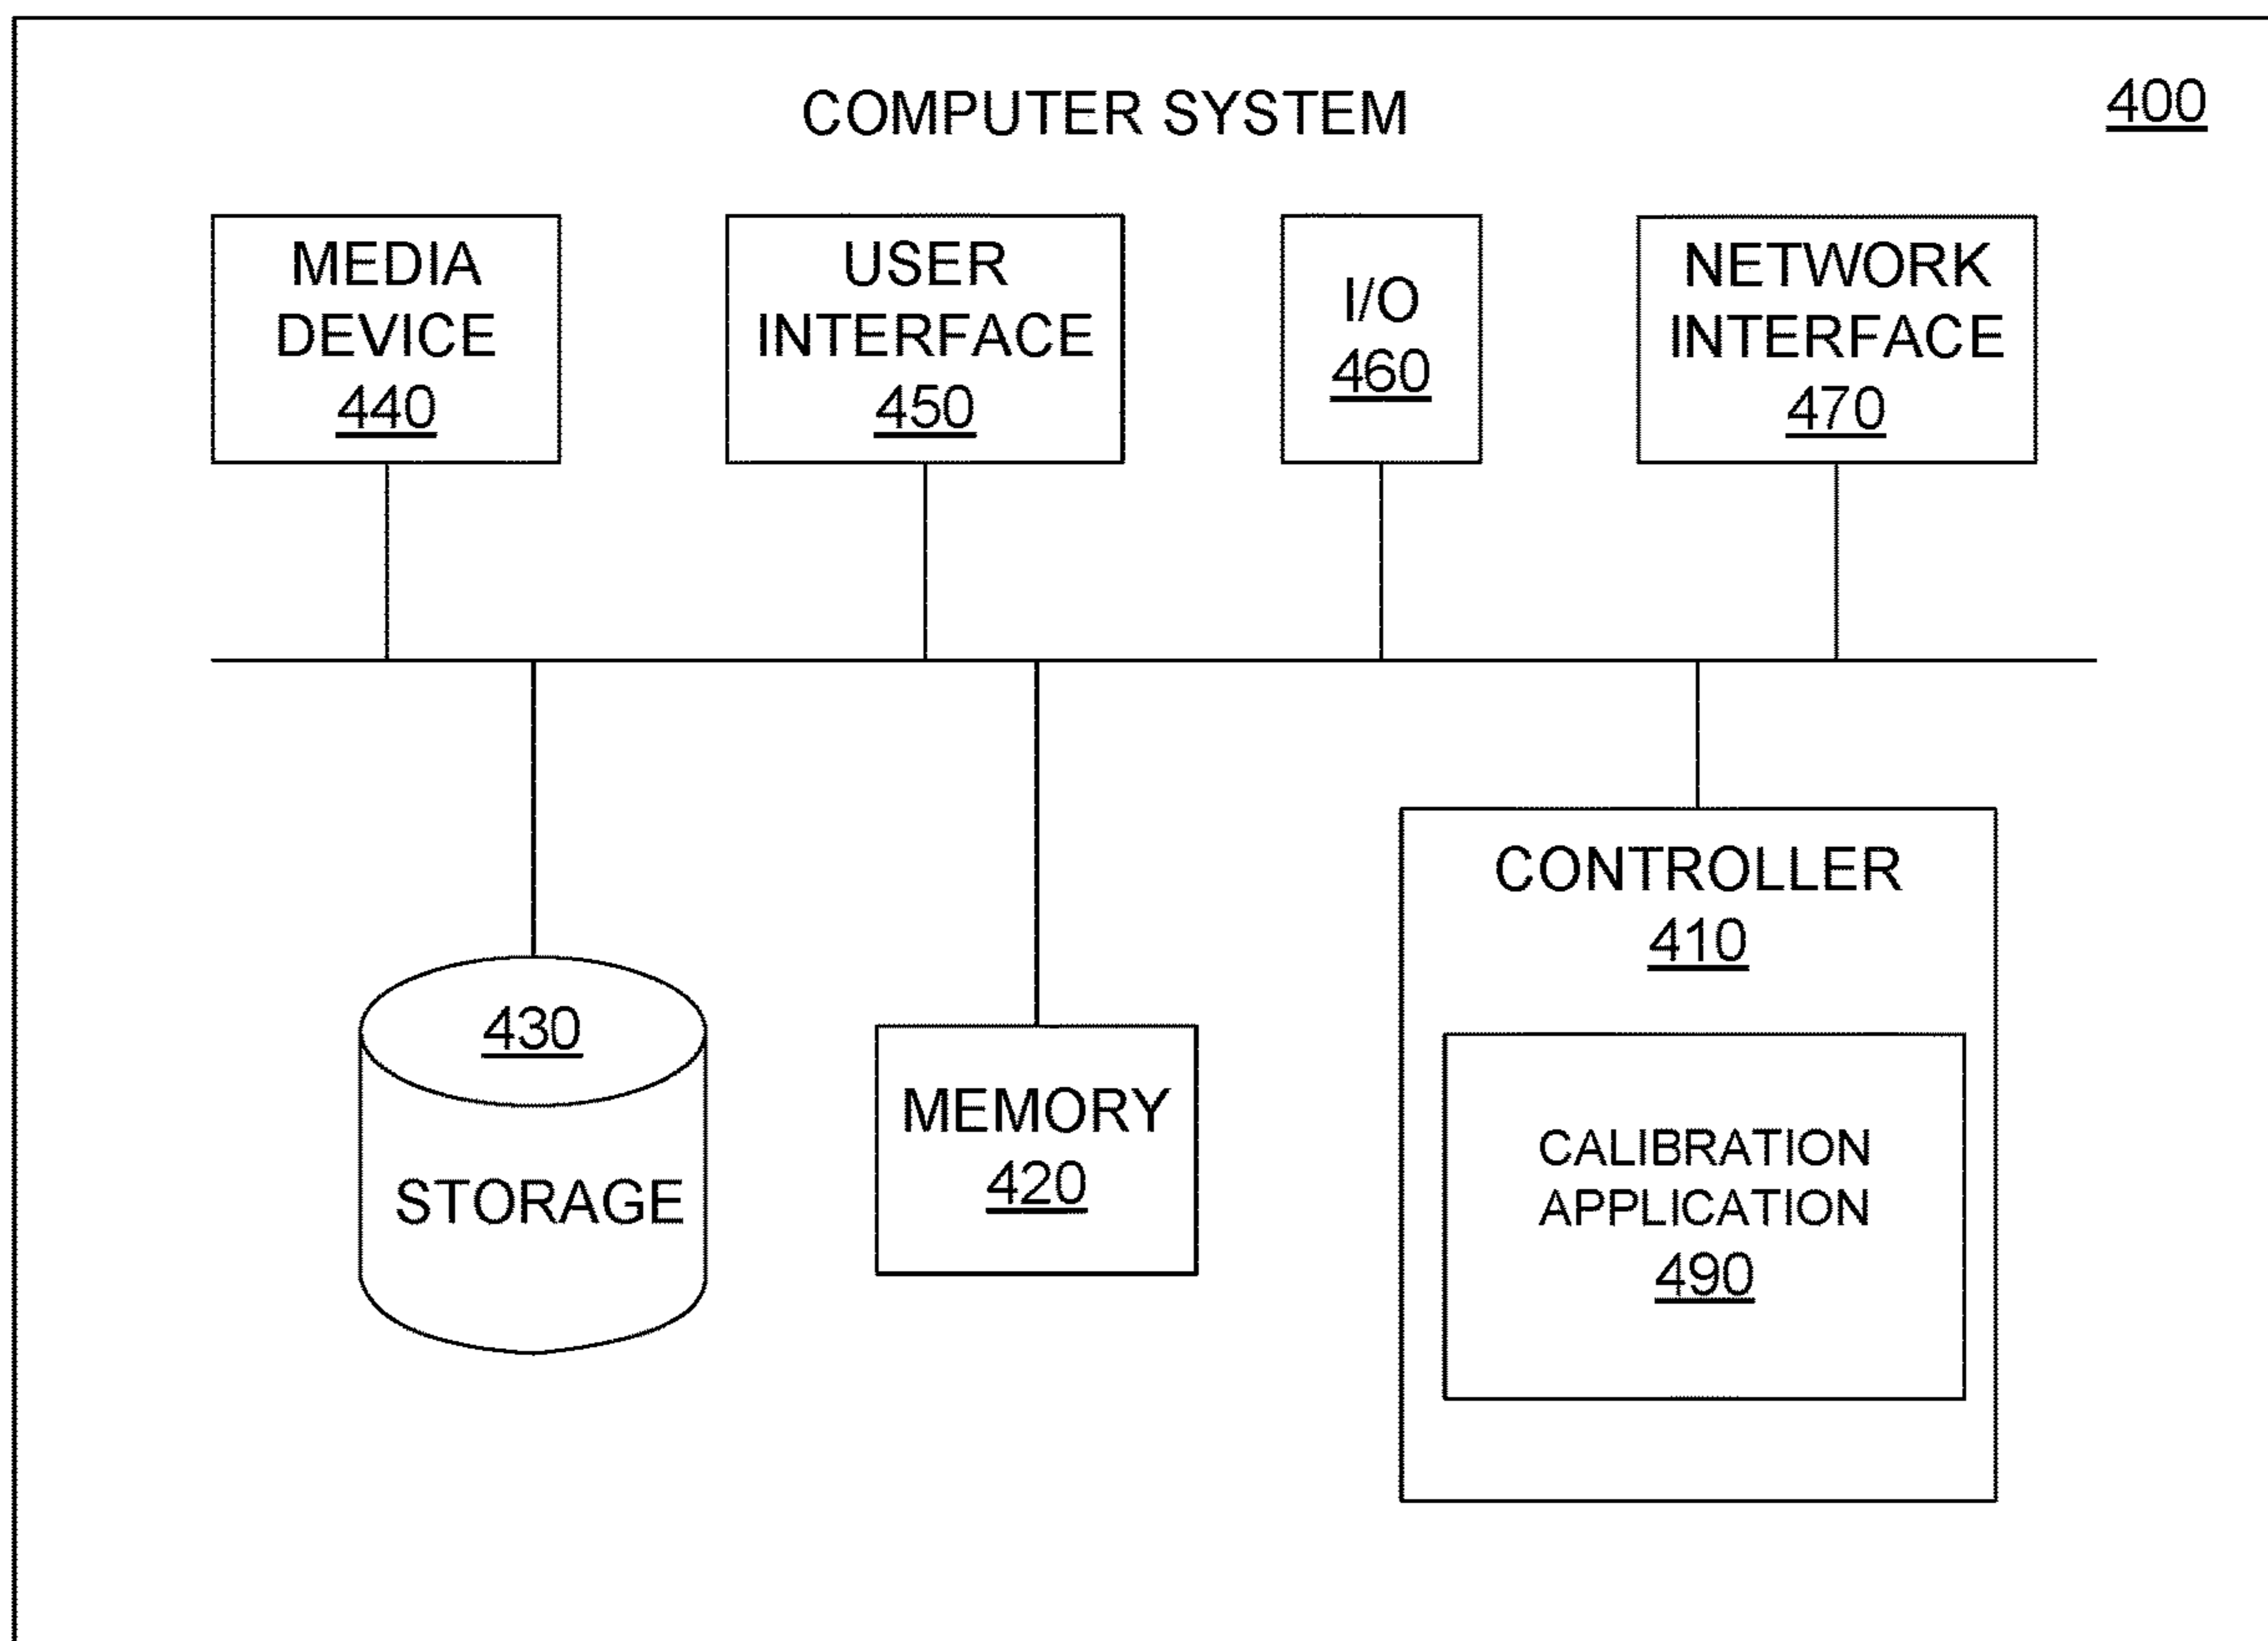 COMPUTER SYSTEM
400
MEDIA
DEVICE
440
USER
INTERFACE
450
I/O
460
NETWORK
INTERFACE
470
430
STORAGE
MEMORY
420
CONTROLLER
410
CALIBRATION
APPLICATION
490